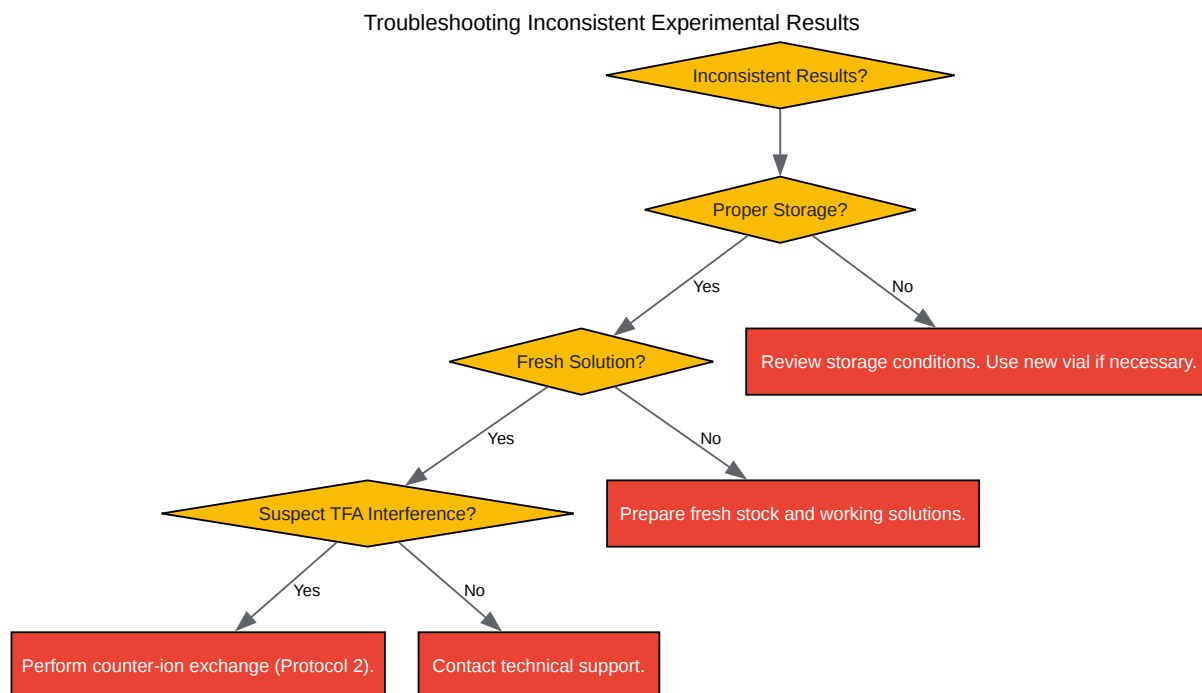 Troubleshooting Inconsistent Experimental Results
Inconsistent Results?
Proper Storage?
Yes
No
Fresh Solution?
Review storage conditions. Use new vial if necessary.
Yes
No
Suspect TFA Interference?
Prepare fresh stock and working solutions.
Yes
No
Perform counter-ion exchange (Protocol 2).
Contact technical support.